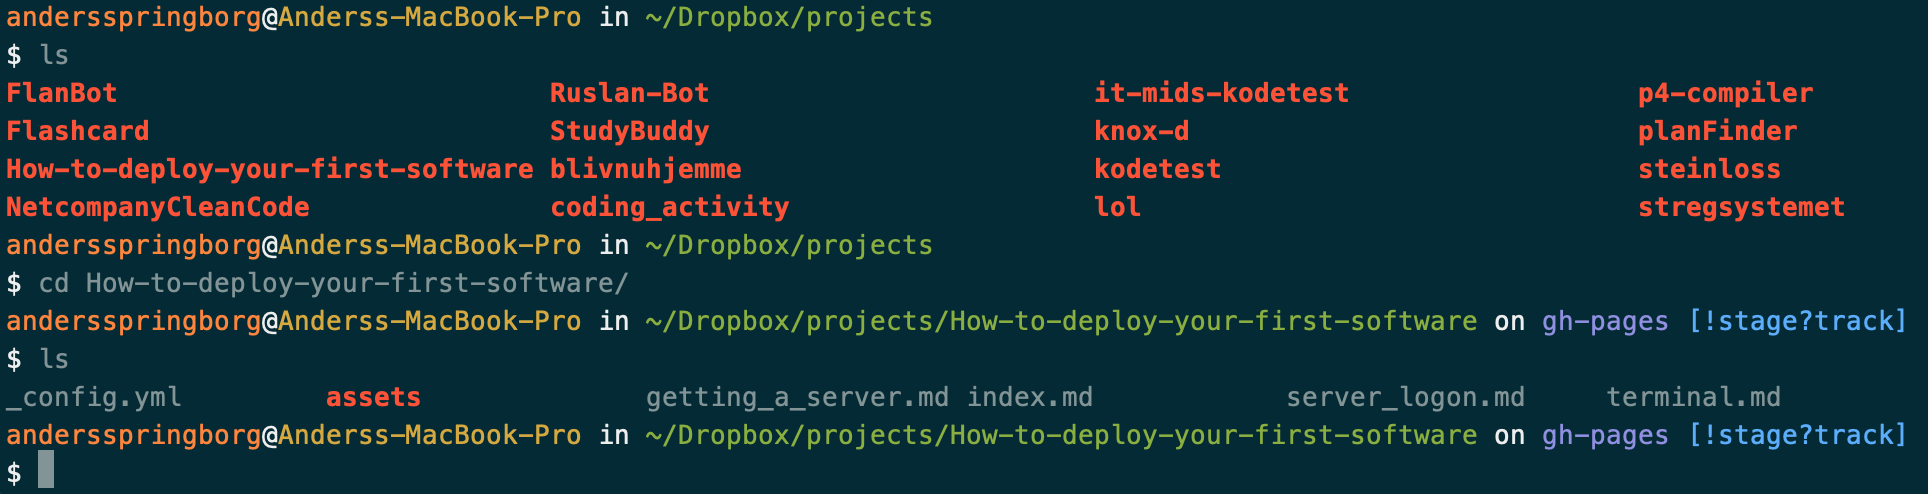 andersspringborg@Anderss-MacBook-Pro in ~/Dropbox/projects
$ ls
FlanBot Ruslan-Bot it-mids-kodetest p4-compiler
Flashcard StudyBuddy knox-d planFinder
How-to-deploy-your-first-software blivnuhjemme kodetest steinloss
NetcompanyCleanCode coding_activity lol stregsystemet
andersspringborg@Anderss-MacBook-Pro in ~/Dropbox/projects
$ cd How-to-deploy-your-first-software/
andersspringborg@Anderss-MacBook-Pro in ~/Dropbox/projects/How-to-deploy-your-first-software on gh-pages [!stage?track]
$ ls
_config.yml assets getting_a_server.md index.md server_logon.md terminal.md
andersspringborg@Anderss-MacBook-Pro in ~/Dropbox/projects/How-to-deploy-your-first-software on gh-pages [!stage?track]
$